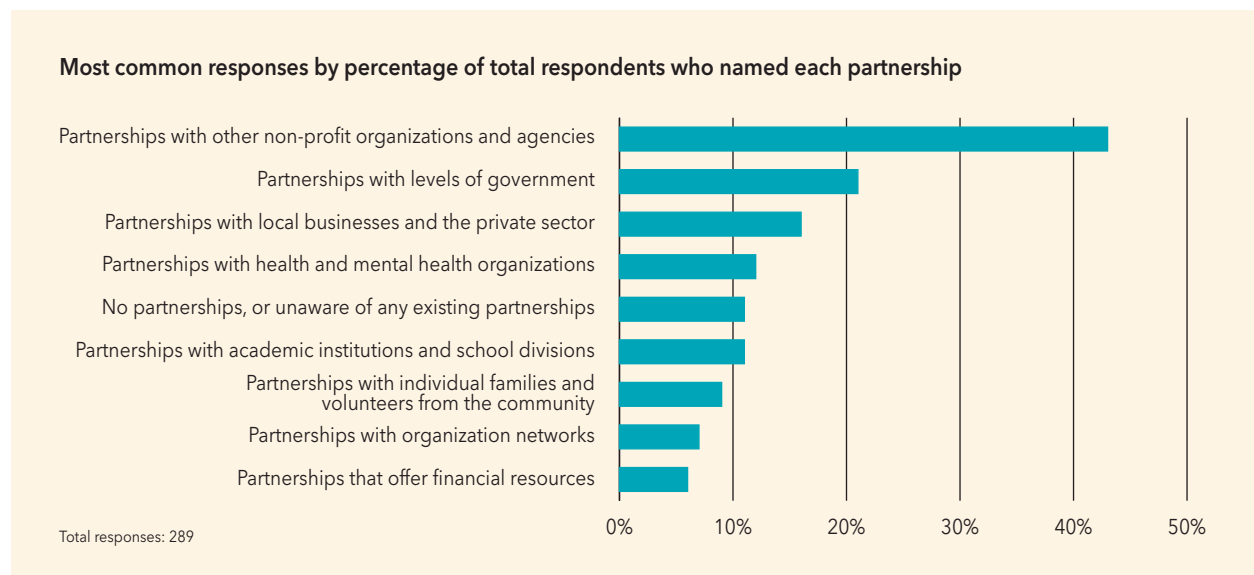 Most common responses by percentage of total respondents who named each partnership
Partnerships with other non-profit organizations and agencies
Partnerships with levels of government
Partnerships with local businesses and the private sector
Partnerships with health and mental health organizations
No partnerships, or unaware of any existing partnerships
Partnerships with academic institutions and school divisions
Partnerships with individual families and
volunteers from the community
Partnerships with organization networks
Partnerships that offer financial resources
0% 10% 20% 30% 40% 50%
Total responses: 289